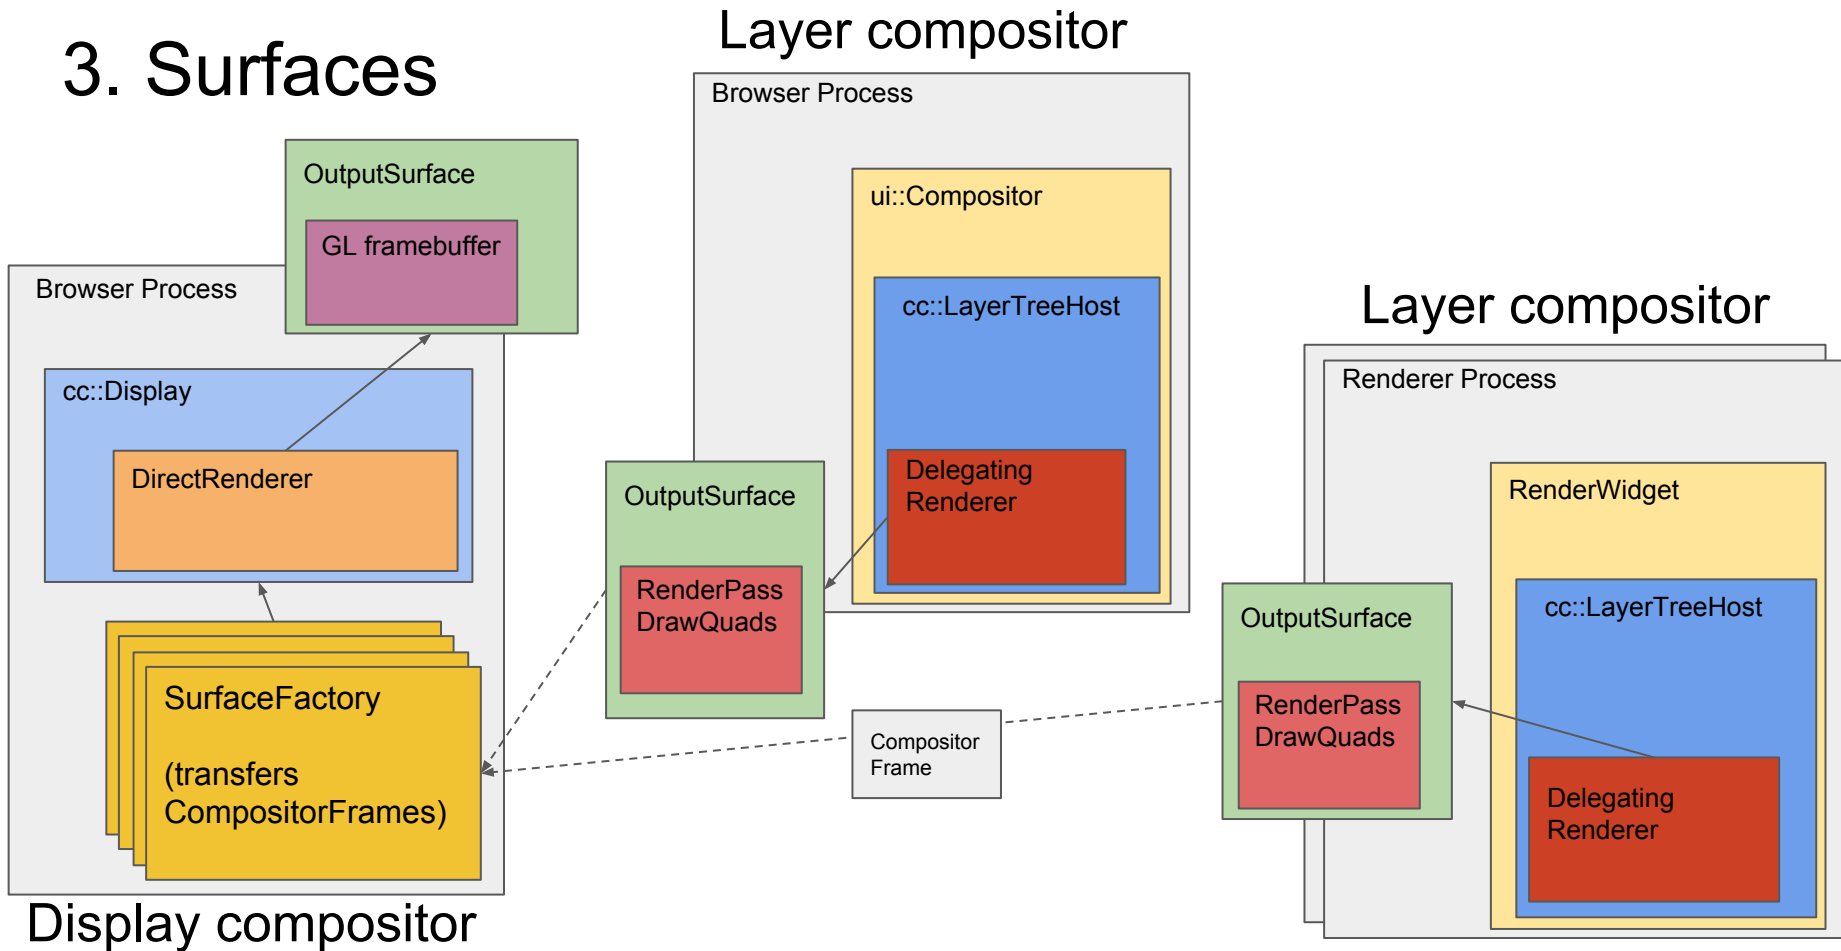 3. Surfaces
Layer compositor
Browser Process
ui::Compositor
cc::LayerTreeHost
Delegating
Renderer
OutputSurface
RenderPass
DrawQuads
OutputSurface
GL framebuffer
Browser Process
cc::Display
DirectRenderer
SurfaceFactory
(transfers
CompositorFrames)
Display compositor
Compositor
Frame
Layer compositor
Renderer Process
RenderWidget
cc::LayerTreeHost
Delegating
Renderer
OutputSurface
RenderPass
DrawQuads